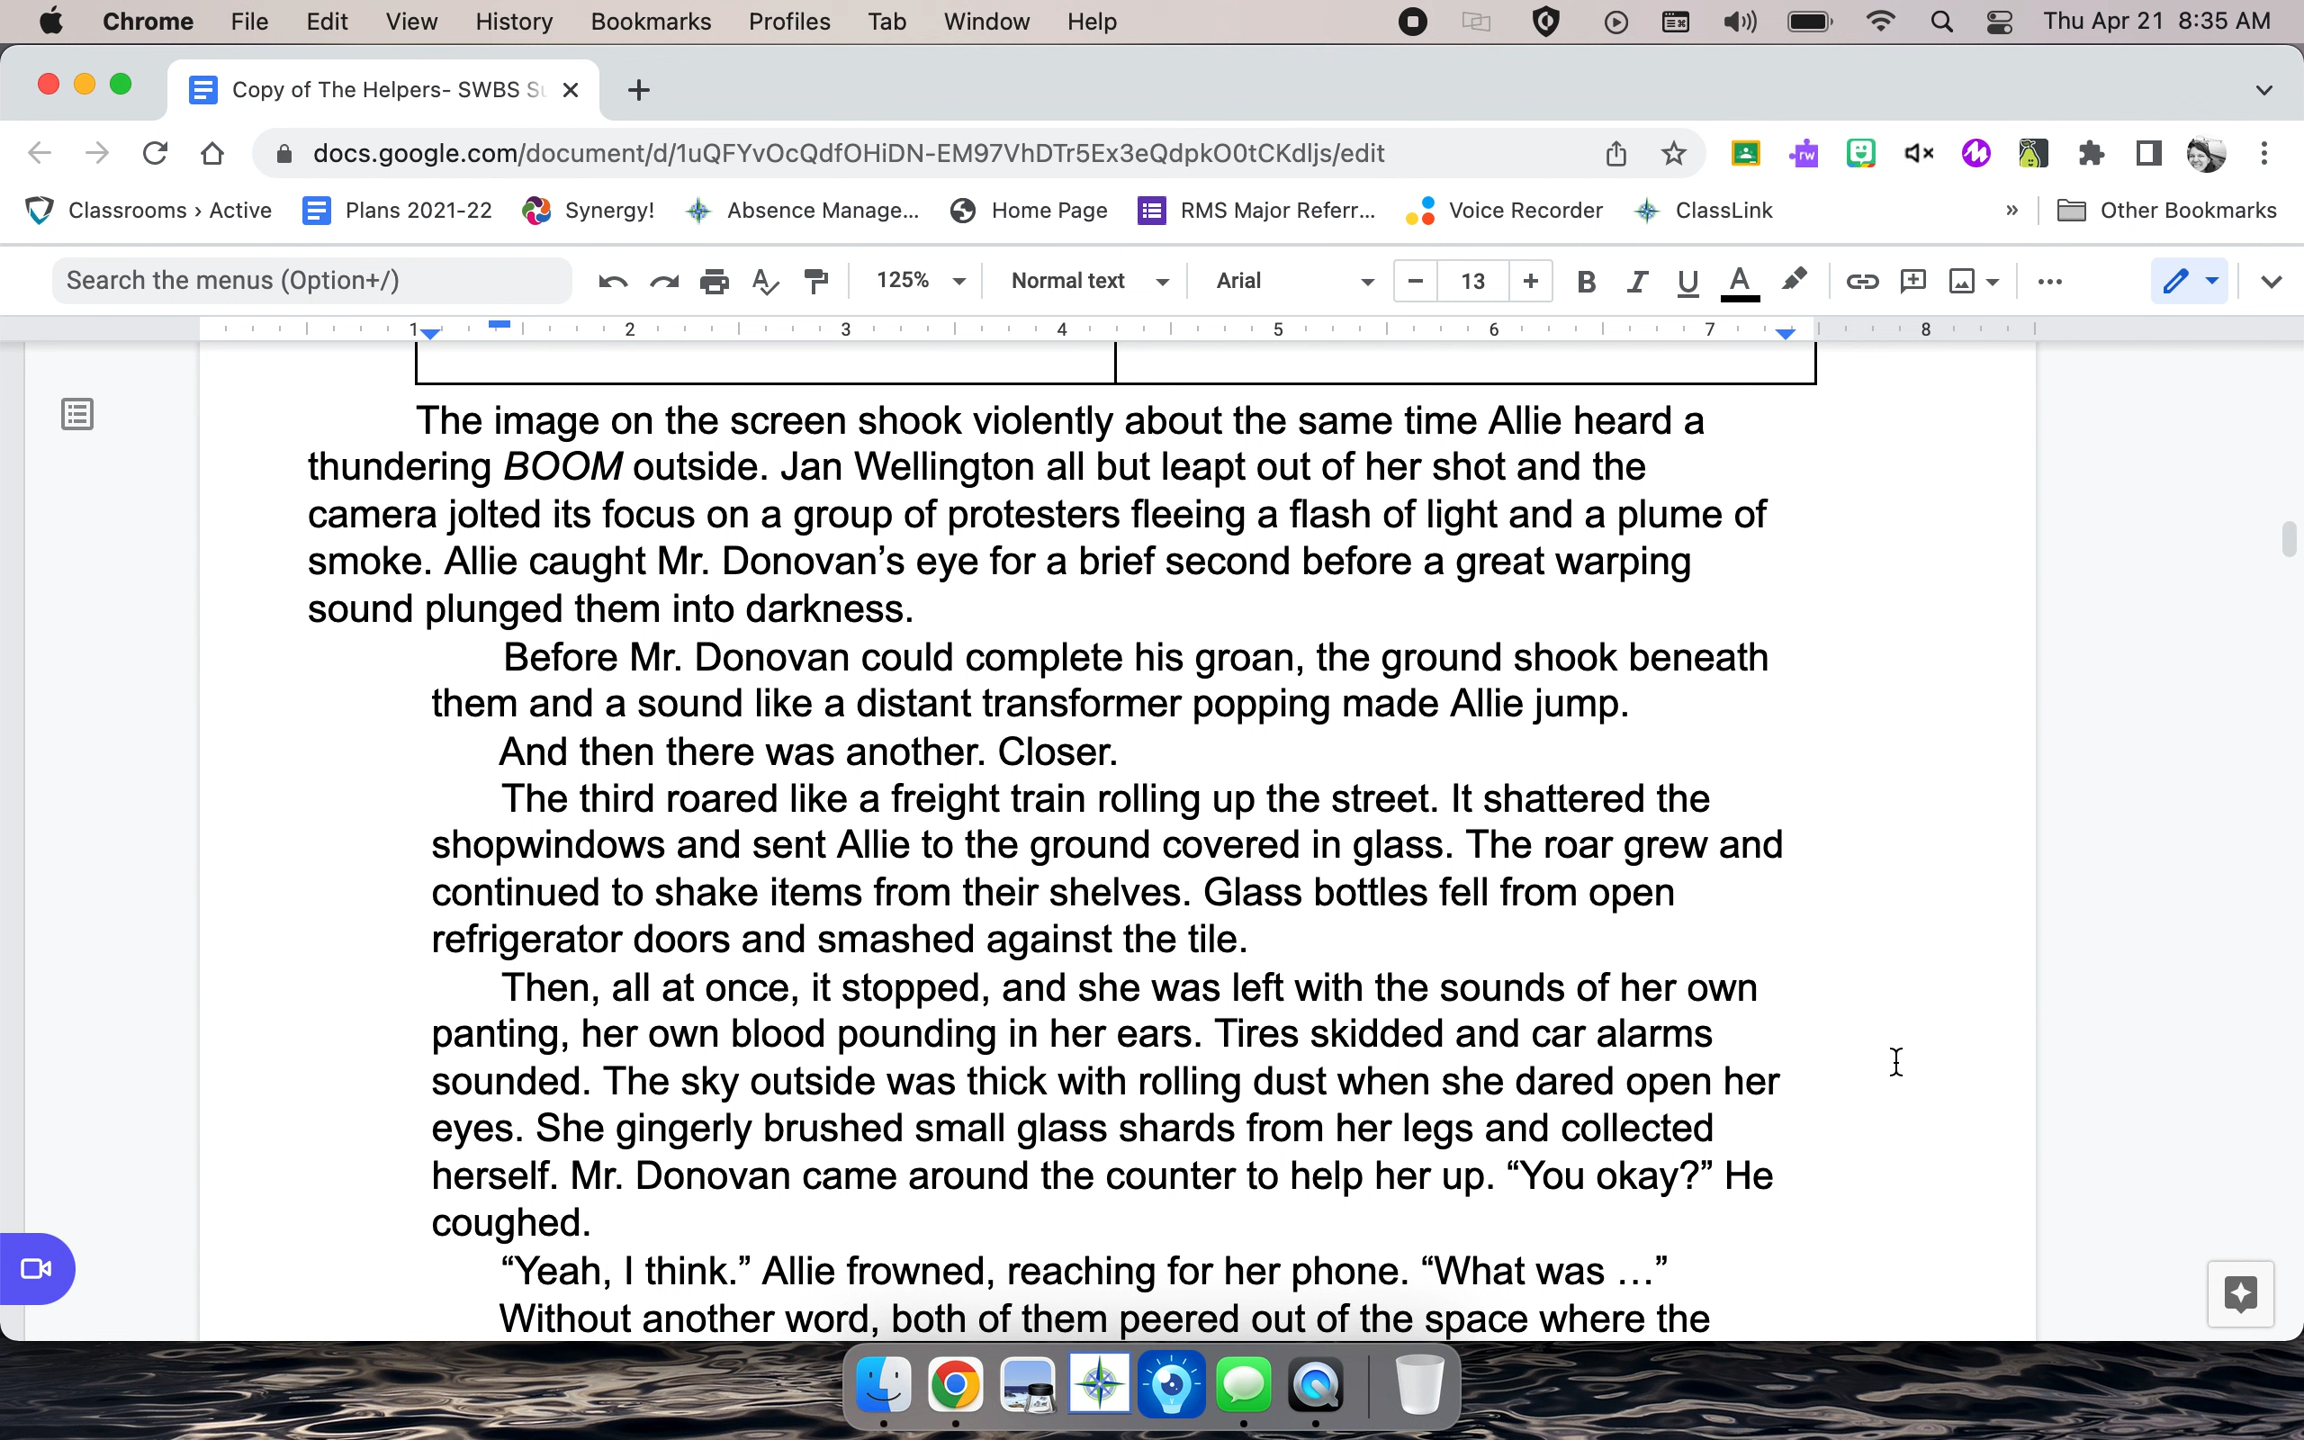 Chrome File Edit View History Bookmarks Profiles Tab Window Help Thu Apr 21 8:35 AM
Copy of The Helpers- SWBS
docs.google.com/document/d/1uQFYvOcQdfOHiDN-EM97VhDTr5Ex3eQdpkO0tCKdljs/edit
Classrooms › Active Plans 2021-22 Synergy! Absence Manage... Home Page RMS Major Referr... Voice Recorder ClassLink » Other Bookmarks
Search the menus (Option+/) 125% Normal text Arial 13
1 2 3 4 5 6 7 8
The image on the screen shook violently about the same time Allie heard a
thundering BOOM outside. Jan Wellington all but leapt out of her shot and the
camera jolted its focus on a group of protesters fleeing a flash of light and a plume of
smoke. Allie caught Mr. Donovan’s eye for a brief second before a great warping
sound plunged them into darkness.
Before Mr. Donovan could complete his groan, the ground shook beneath
them and a sound like a distant transformer popping made Allie jump.
And then there was another. Closer.
The third roared like a freight train rolling up the street. It shattered the
shopwindows and sent Allie to the ground covered in glass. The roar grew and
continued to shake items from their shelves. Glass bottles fell from open
refrigerator doors and smashed against the tile.
Then, all at once, it stopped, and she was left with the sounds of her own
panting, her own blood pounding in her ears. Tires skidded and car alarms
sounded. The sky outside was thick with rolling dust when she dared open her
eyes. She gingerly brushed small glass shards from her legs and collected
herself. Mr. Donovan came around the counter to help her up. “You okay?” He
coughed.
“Yeah, I think.” Allie frowned, reaching for her phone. “What was …”
Without another word, both of them peered out of the space where the